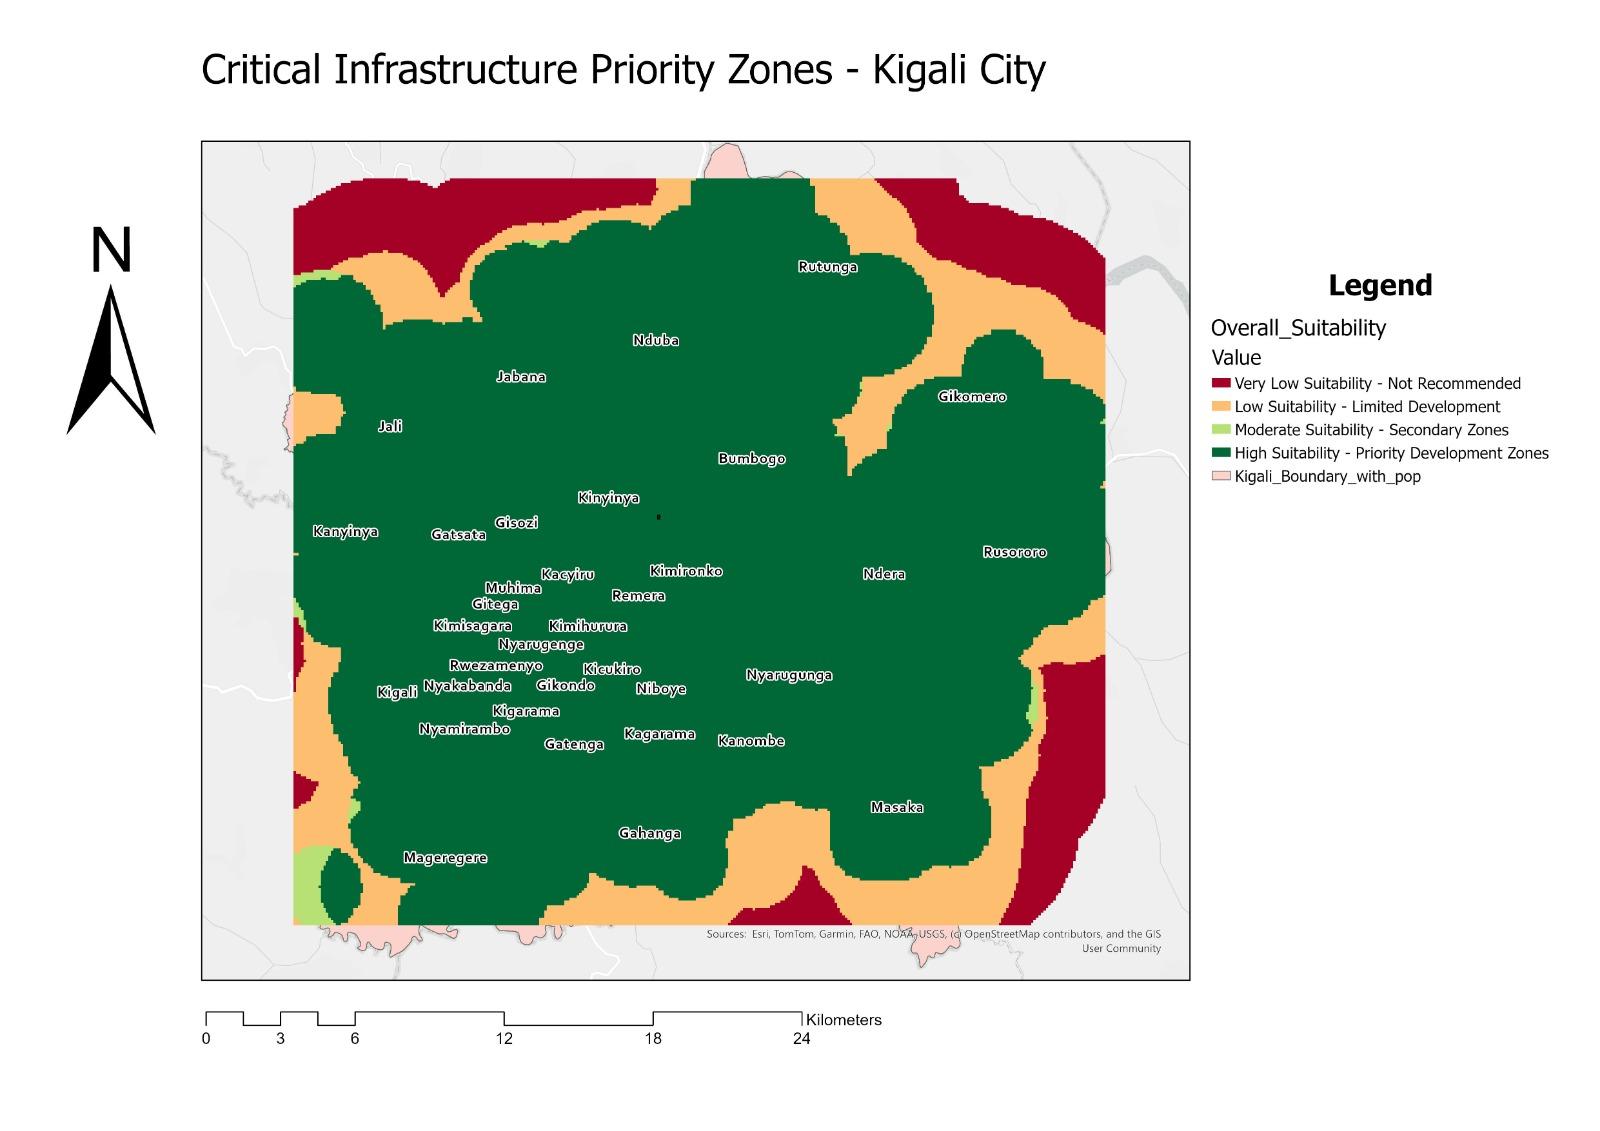 Critical Infrastructure Priority Zones - Kigali City
N
Rutunga
Nduba
Jabana
Gikomero
Jali
Bumbogo
Kinyinya
Gisozi
Kanyinya
Gatsata
Rusororo
Kacyiru
Kimironko
Ndera
Muhima
Remera
Gitega
Kimisagara
Kimihurura
Nyarugenge
Rwezamenyo
Kicukiro
Nyarugunga
Kigali
Nyakabanda
Gikondo
Niboye
Kigarama
Nyamirambo
Kagarama
Gatenga
Kanombe
Masaka
Gahanga
Mageregere
Sources: Esri, TomTom, Garmin, FAO, NOAA, USGS, (c) OpenStreetMap contributors, and the GIS
User Community
Legend
Overall_Suitability
Value
Very Low Suitability - Not Recommended
Low Suitability - Limited Development
Moderate Suitability - Secondary Zones
High Suitability - Priority Development Zones
Kigali_Boundary_with_pop
Kilometers
0 3 6 12 18 24